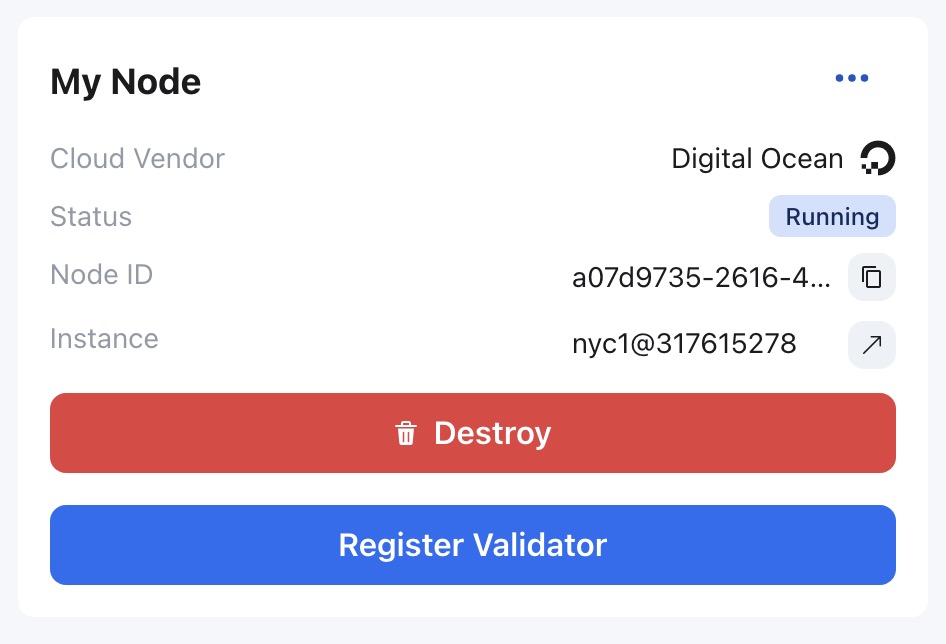 My Node
Cloud Vendor Digital Ocean
Status Running
Node ID a07d9735-2616-4...
Instance nyc1@317615278
Destroy
Register Validator